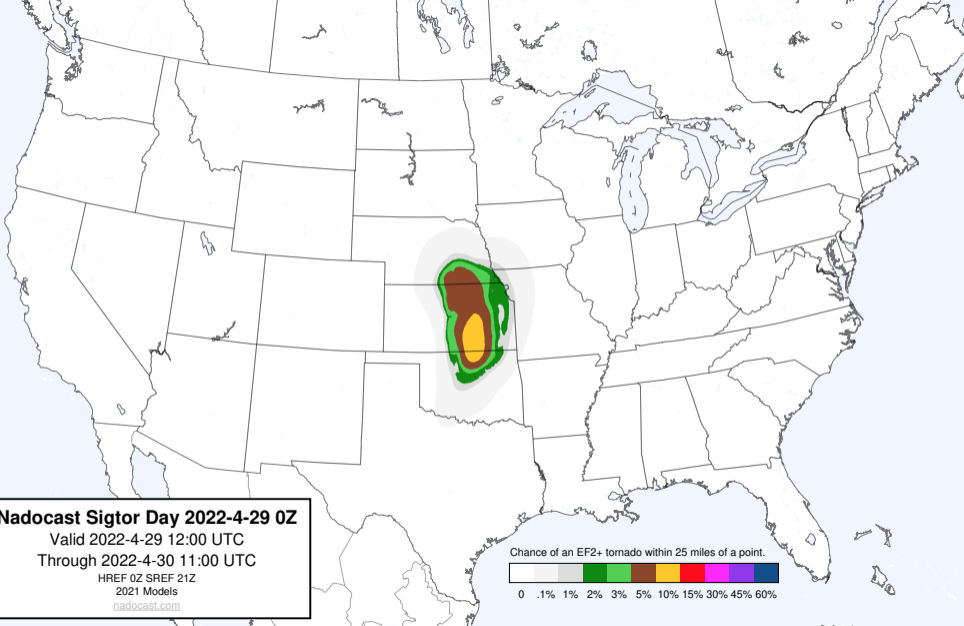 Nadocast Sigtor Day 2022-4-29 0Z
Valid 2022-4-29 12:00 UTC
Through 2022-4-30 11:00 UTC
HREF 0Z SREF 21Z
2021 Models
nadocast.com
Chance of an EF2+ tornado within 25 miles of a point.
0 .1% 1% 2% 3% 5% 10% 15% 30% 45% 60%